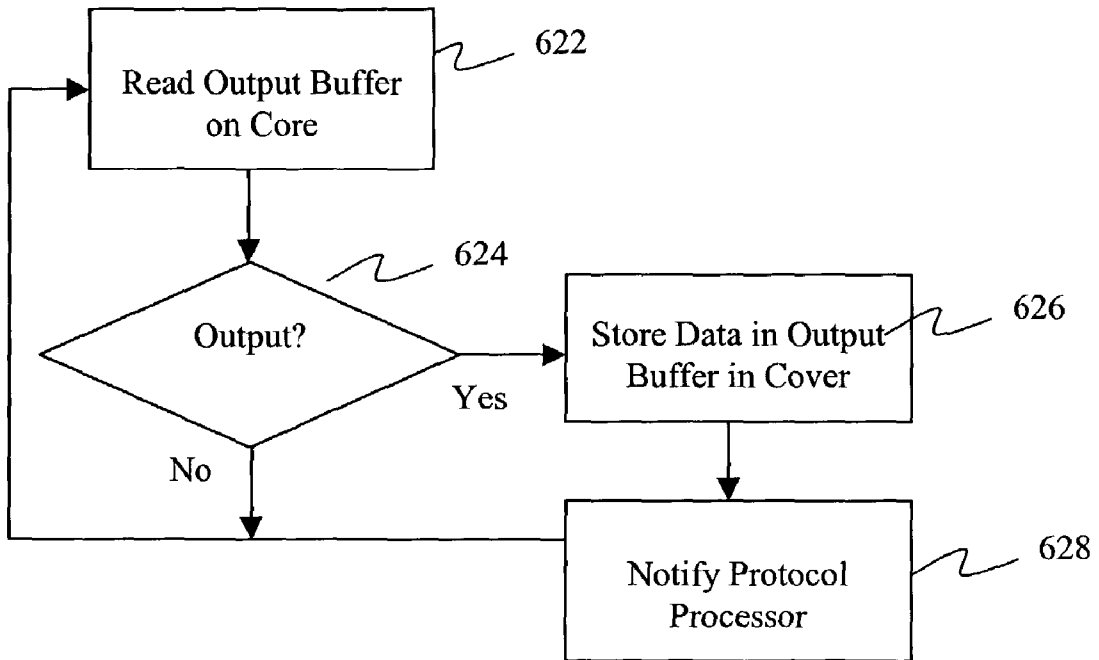 622
Read Output Buffer
on Core
624
Output?
626
Store Data in Output
Buffer in Cover
Yes
No
628
Notify Protocol
Processor